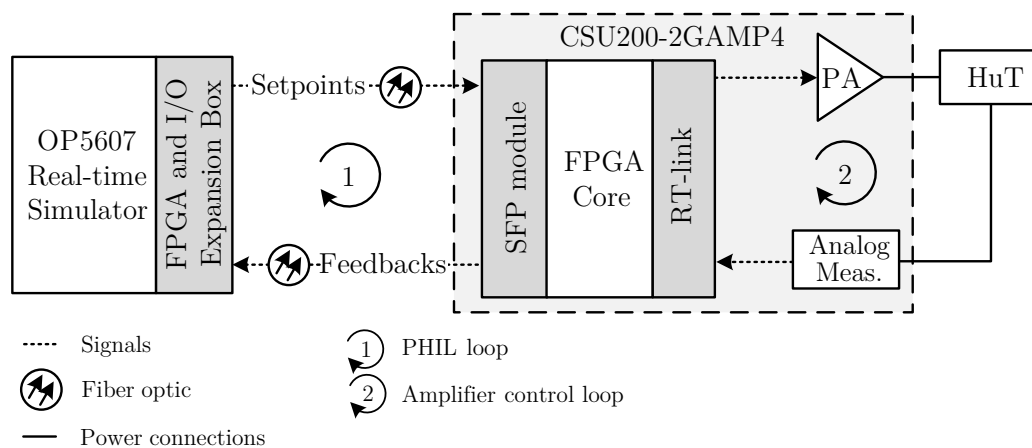 CSU200-2GAMP4
OP5607
Real-time
Simulator
FPGA and I/O
Expansion Box
Setpoints
1
Feedbacks
SFP module
FPGA
Core
RT-link
PA
HuT
2
Analog
Meas.
Signals
1 PHIL loop
Fiber optic
2 Amplifier control loop
Power connections